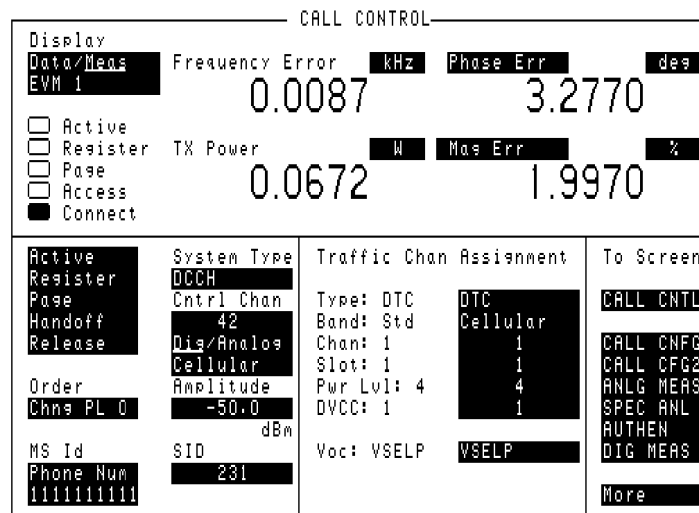 CALL CONTROL
Display
Data/Meas
EVM 1
Frequency Error kHz Phase Err deg
0.0087 3.2770
Active
Register
Page
Access
Connect
TX Power W Mag Err %
0.0672 1.9970
Active
Register
Page
Handoff
Release
Order
Chng PL 0
MS Id
Phone Num
1111111111
System Type
DCCH
Cntrl Chan
42
Dig/Analog
Cellular
Amplitude
-50.0
dBm
SID
231
Traffic Chan Assignment
Type: DTC DTC
Band: Std Cellular
Chan: 1 1
Slot: 1 1
Pwr Lvl: 4 4
DVCC: 1 1
Voc: VSELP VSELP
To Screen
CALL CNTL
CALL CNFG
CALL CFG2
ANLG MEAS
SPEC ANL
AUTHEN
DIG MEAS
More